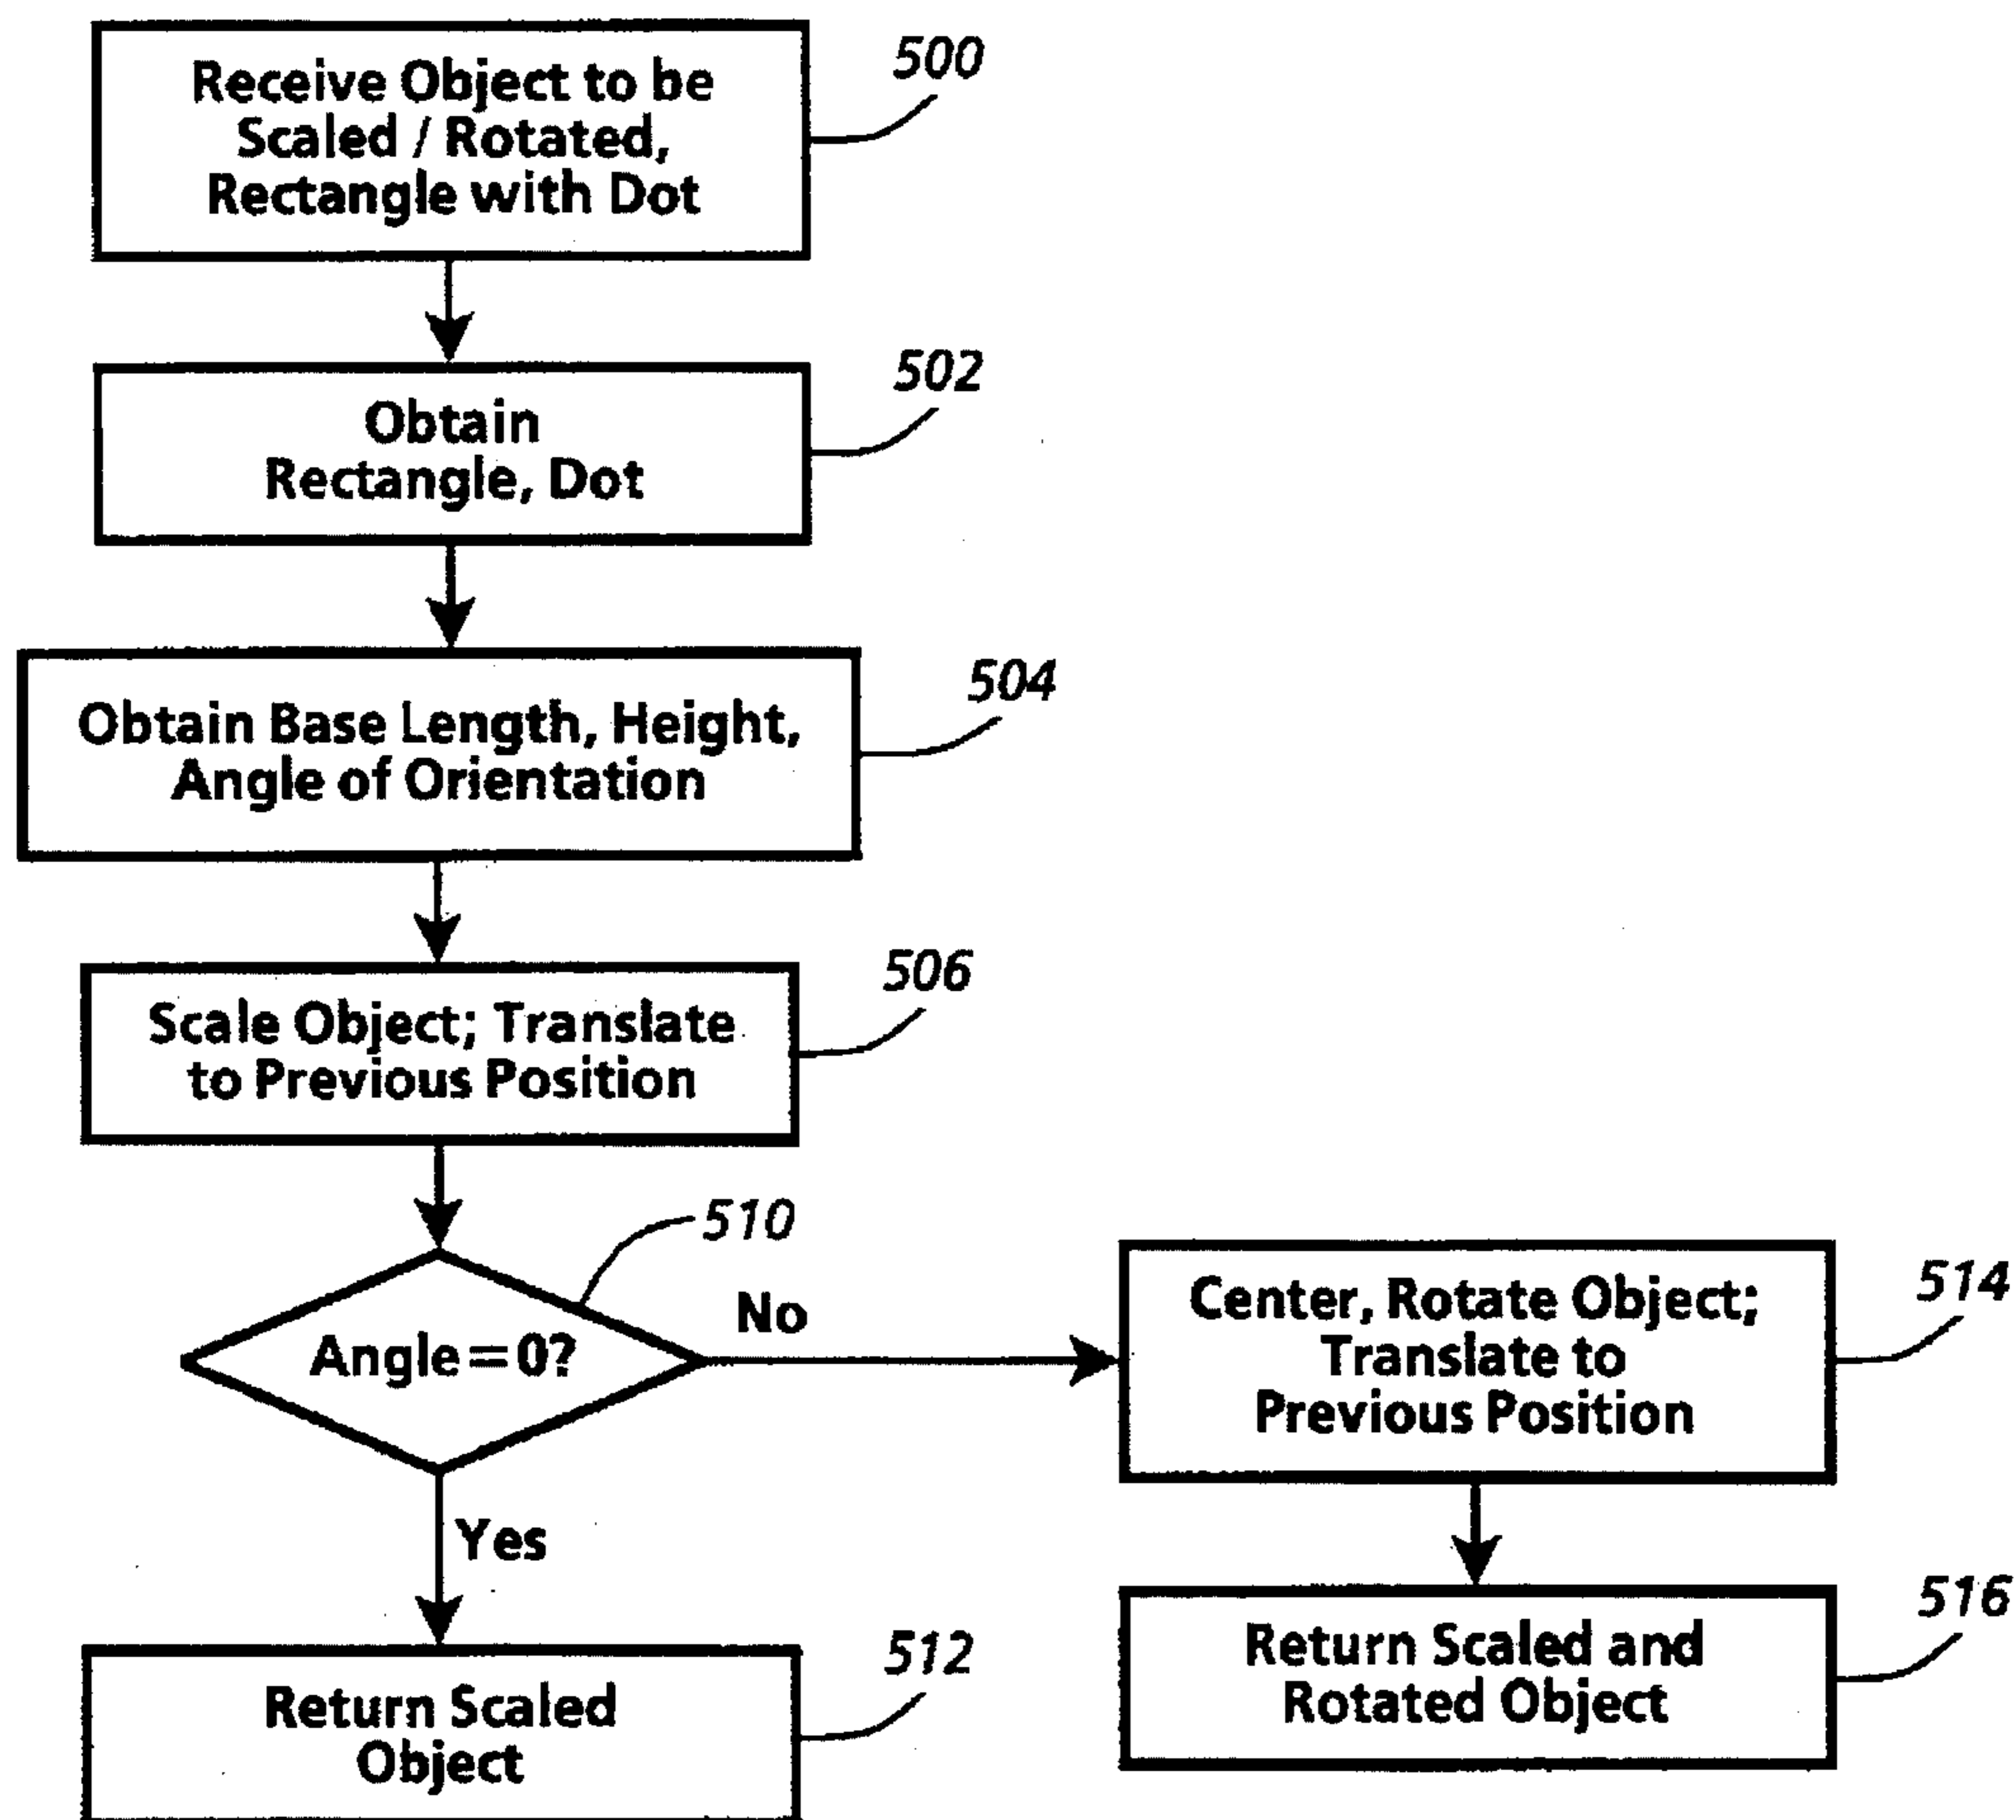 Receive Object to be
Scaled / Rotated,
Rectangle with Dot
500
Obtain
Rectangle, Dot
502
Obtain Base Length, Height,
Angle of Orientation
504
Scale Object; Translate
to Previous Position
506
Angle=0?
510
No
Yes
Center, Rotate Object;
Translate to
Previous Position
514
Return Scaled
Object
512
Return Scaled and
Rotated Object
516